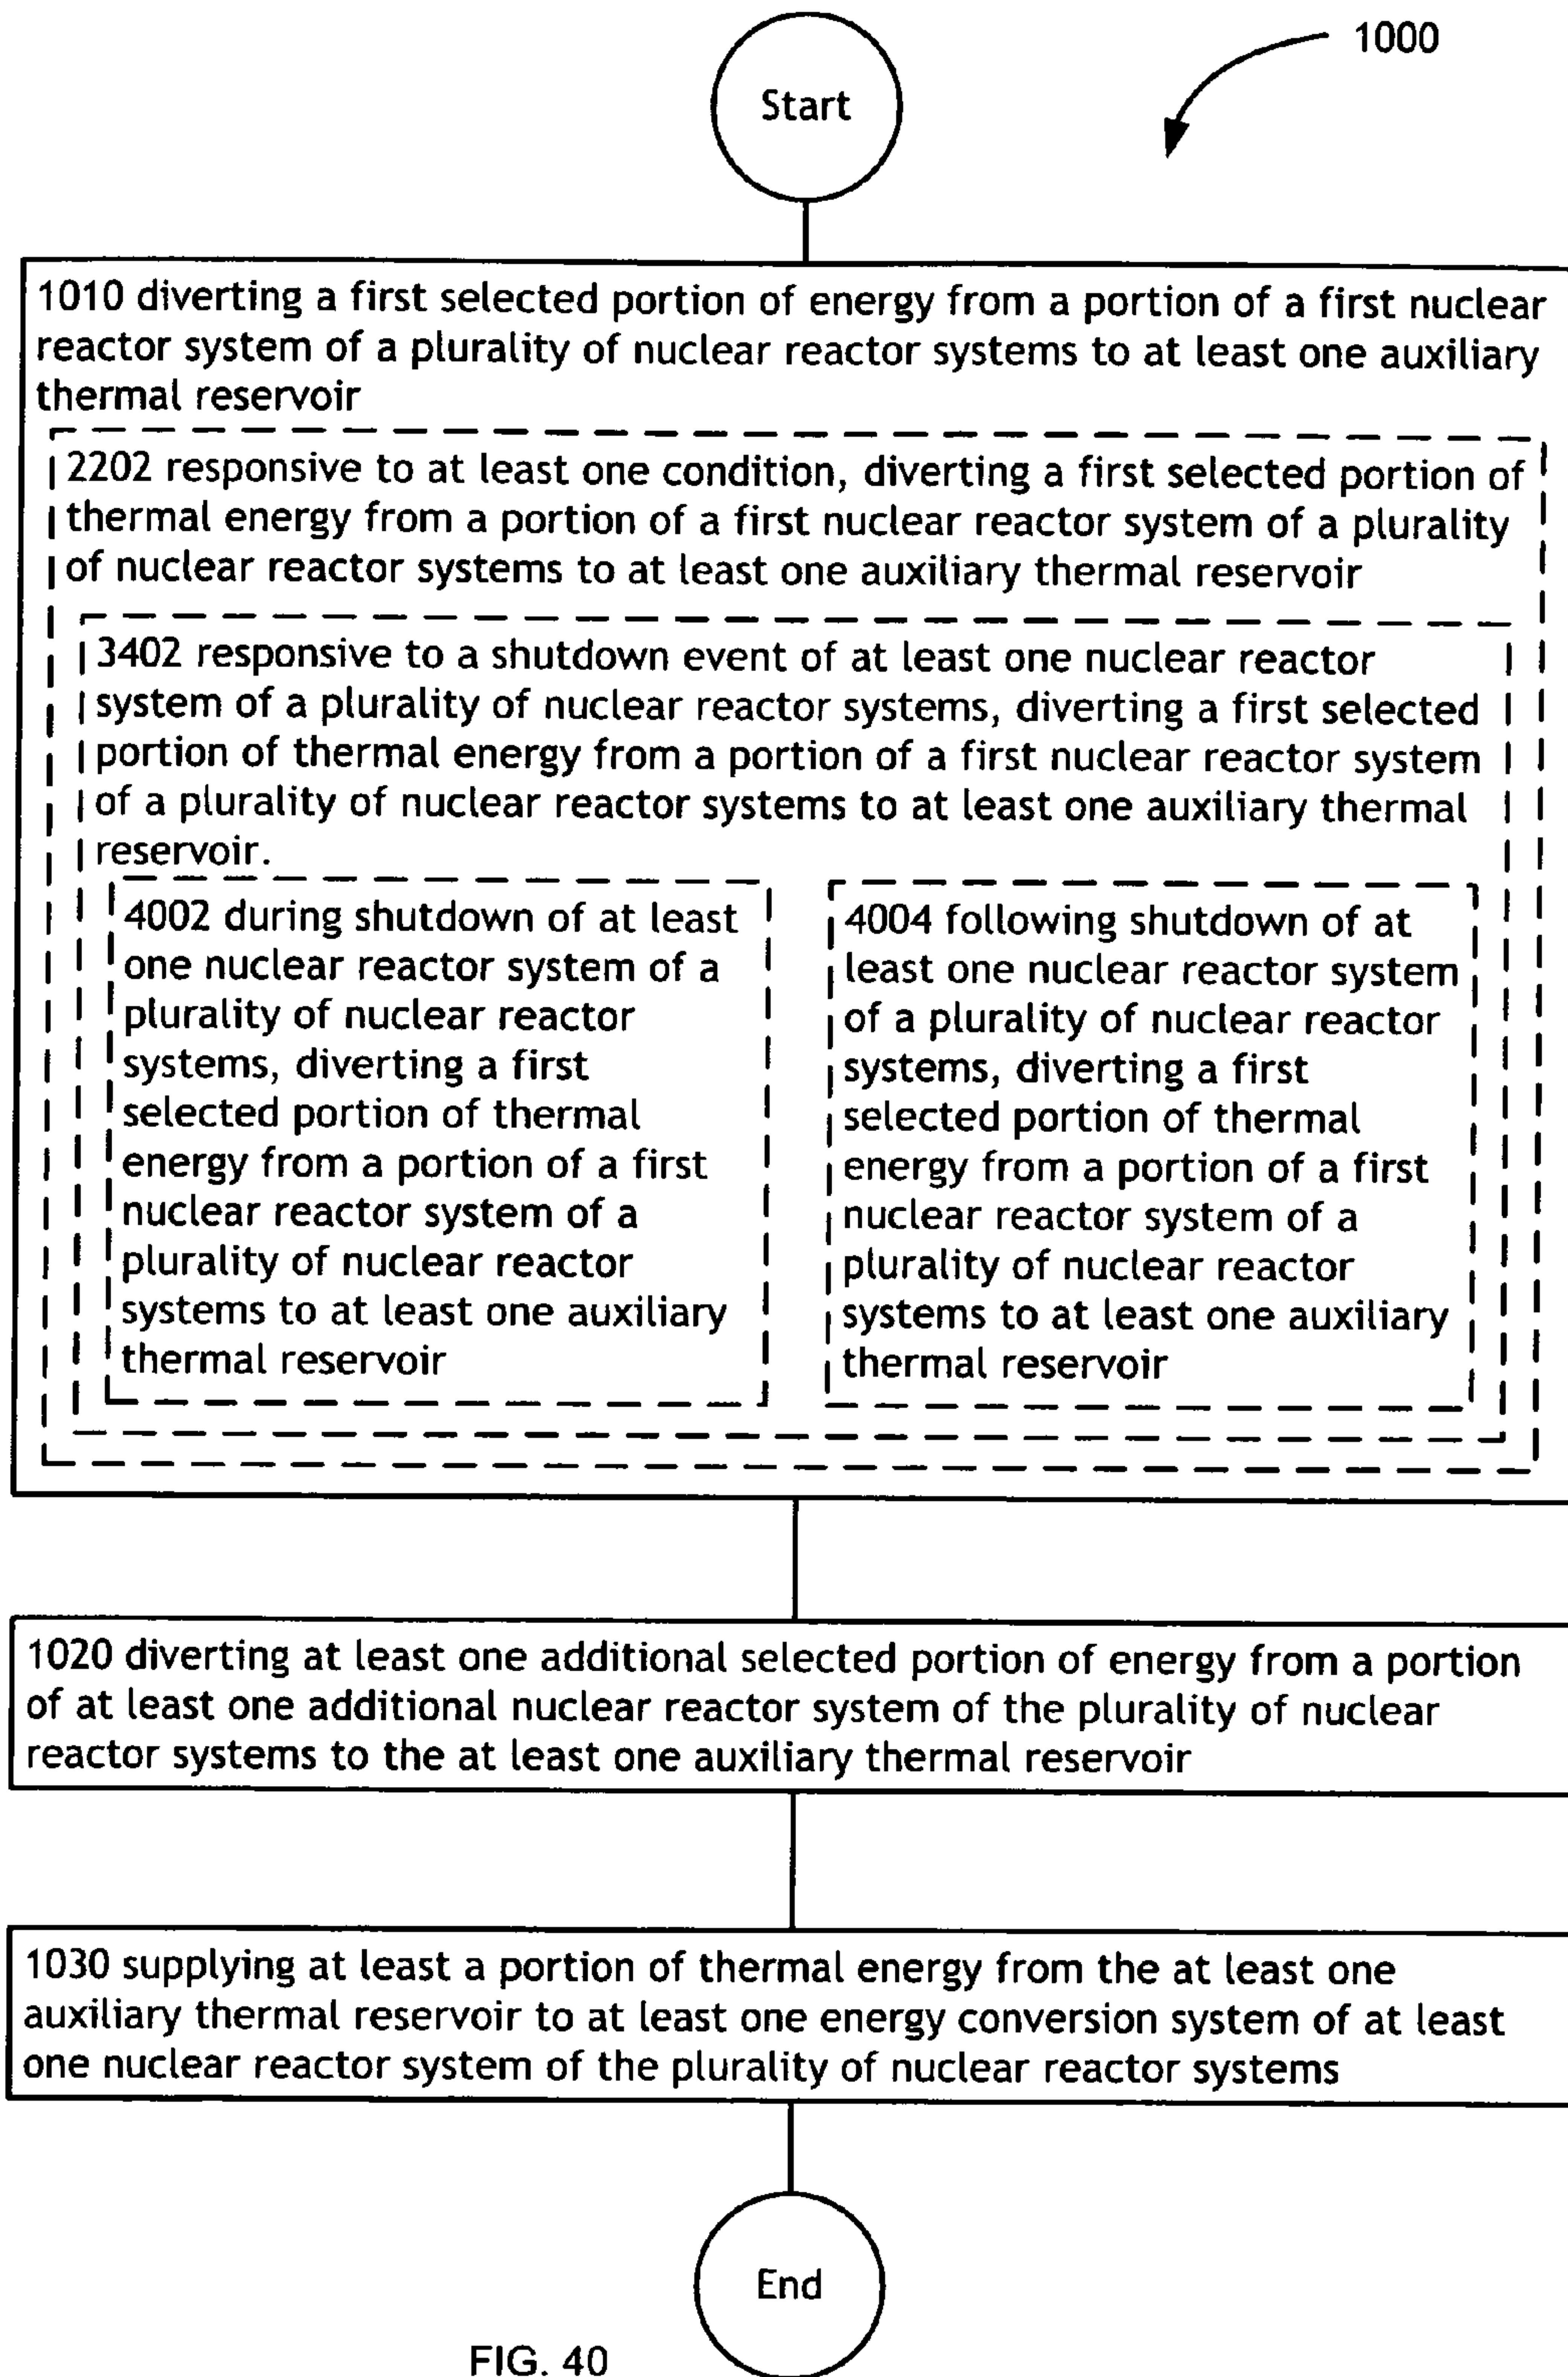 1000
Start
1010 diverting a first selected portion of energy from a portion of a first nuclear
reactor system of a plurality of nuclear reactor systems to at least one auxiliary
thermal reservoir
2202 responsive to at least one condition, diverting a first selected portion of
thermal energy from a portion of a first nuclear reactor system of a plurality
of nuclear reactor systems to at least one auxiliary thermal reservoir
3402 responsive to a shutdown event of at least one nuclear reactor
system of a plurality of nuclear reactor systems, diverting a first selected
portion of thermal energy from a portion of a first nuclear reactor system
of a plurality of nuclear reactor systems to at least one auxiliary thermal
reservoir.
4002 during shutdown of at least
one nuclear reactor system of a
plurality of nuclear reactor
systems, diverting a first
selected portion of thermal
energy from a portion of a first
nuclear reactor system of a
plurality of nuclear reactor
systems to at least one auxiliary
thermal reservoir
4004 following shutdown of at
least one nuclear reactor system
of a plurality of nuclear reactor
systems, diverting a first
selected portion of thermal
energy from a portion of a first
nuclear reactor system of a
plurality of nuclear reactor
systems to at least one auxiliary
thermal reservoir
1020 diverting at least one additional selected portion of energy from a portion
of at least one additional nuclear reactor system of the plurality of nuclear
reactor systems to the at least one auxiliary thermal reservoir
1030 supplying at least a portion of thermal energy from the at least one
auxiliary thermal reservoir to at least one energy conversion system of at least
one nuclear reactor system of the plurality of nuclear reactor systems
End
FIG. 40